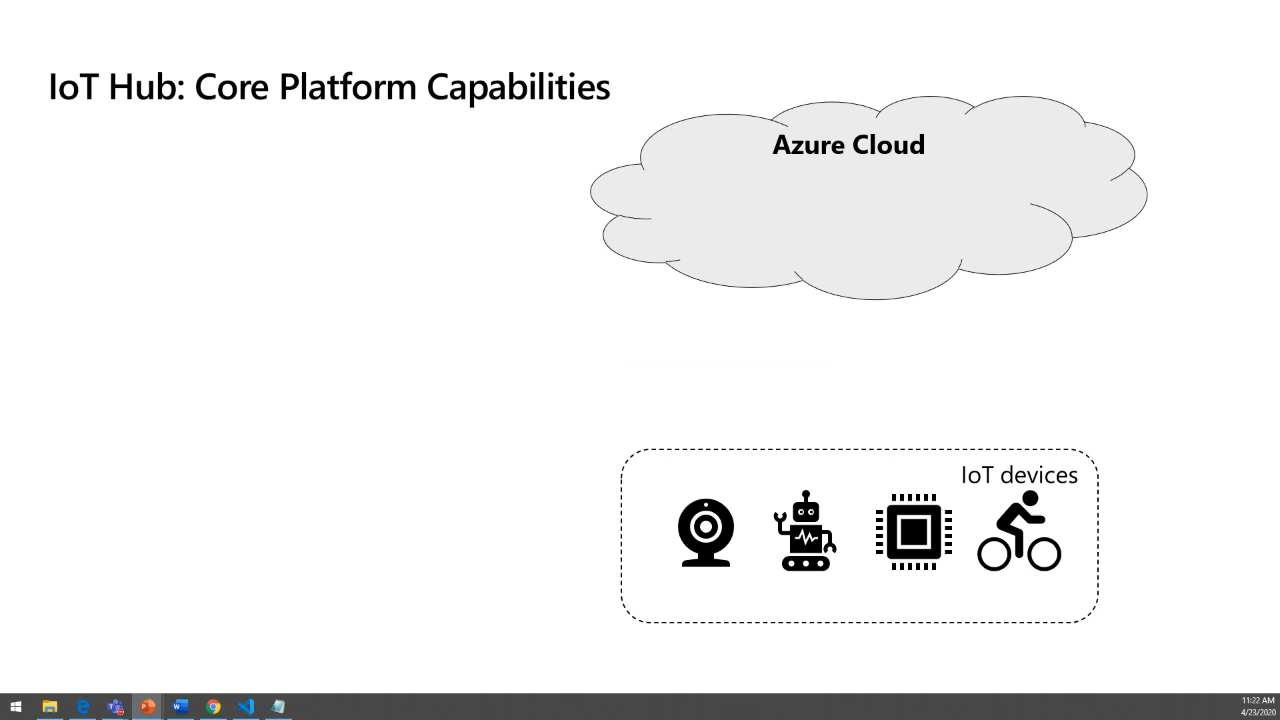 IoT Hub: Core Platform Capabilities
Azure Cloud
IoT devices
11:22 AM
4/23/2020